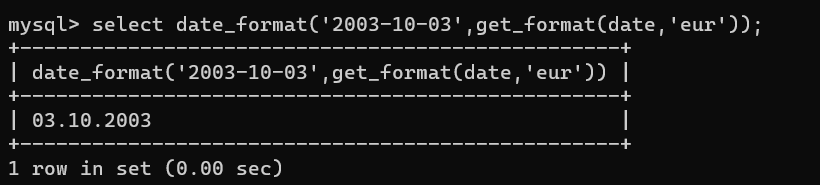 mysql> select date_format('2003-10-03',get_format(date,'eur'));
+--------------------------------------------------+
| date_format('2003-10-03',get_format(date,'eur')) |
+--------------------------------------------------+
| 03.10.2003                                       |
+--------------------------------------------------+
1 row in set (0.00 sec)